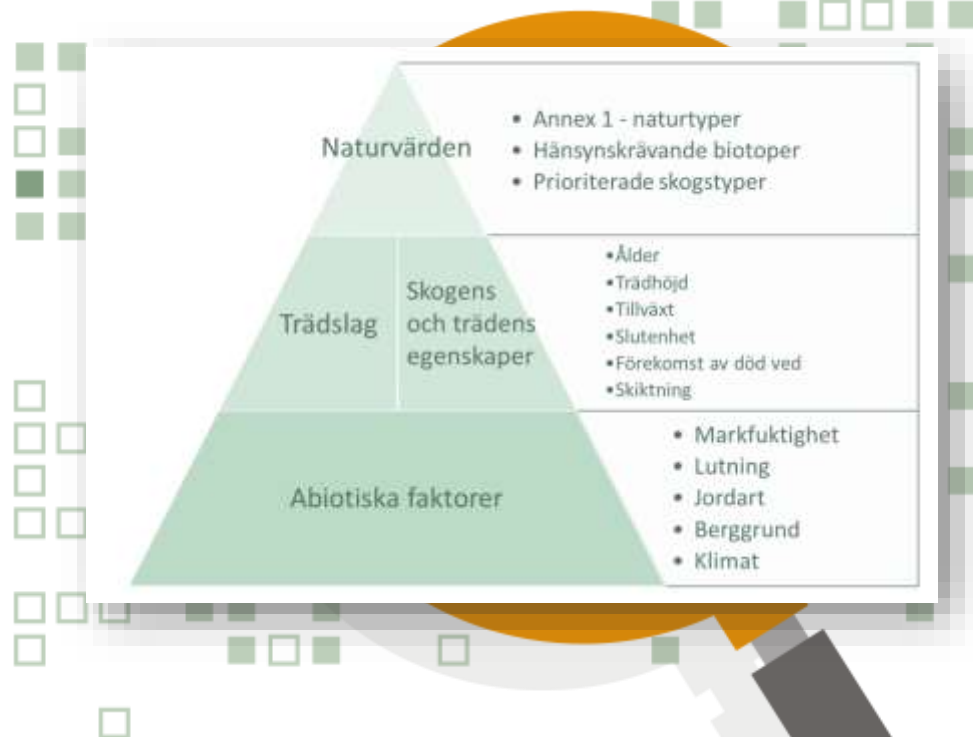 Naturvärden
• Annex 1 - naturtyper
• Hänsynskrävande biotoper
• Prioriterade skogstyper
Trädslag
Skogens
och trädens
egenskaper
•Ålder
•Trädhöjd
•Tillväxt
•Slutenhet
•Förekomst av död ved
•Skiktning
Abiotiska faktorer
• Markfuktighet
• Lutning
• Jordart
• Berggrund
• Klimat